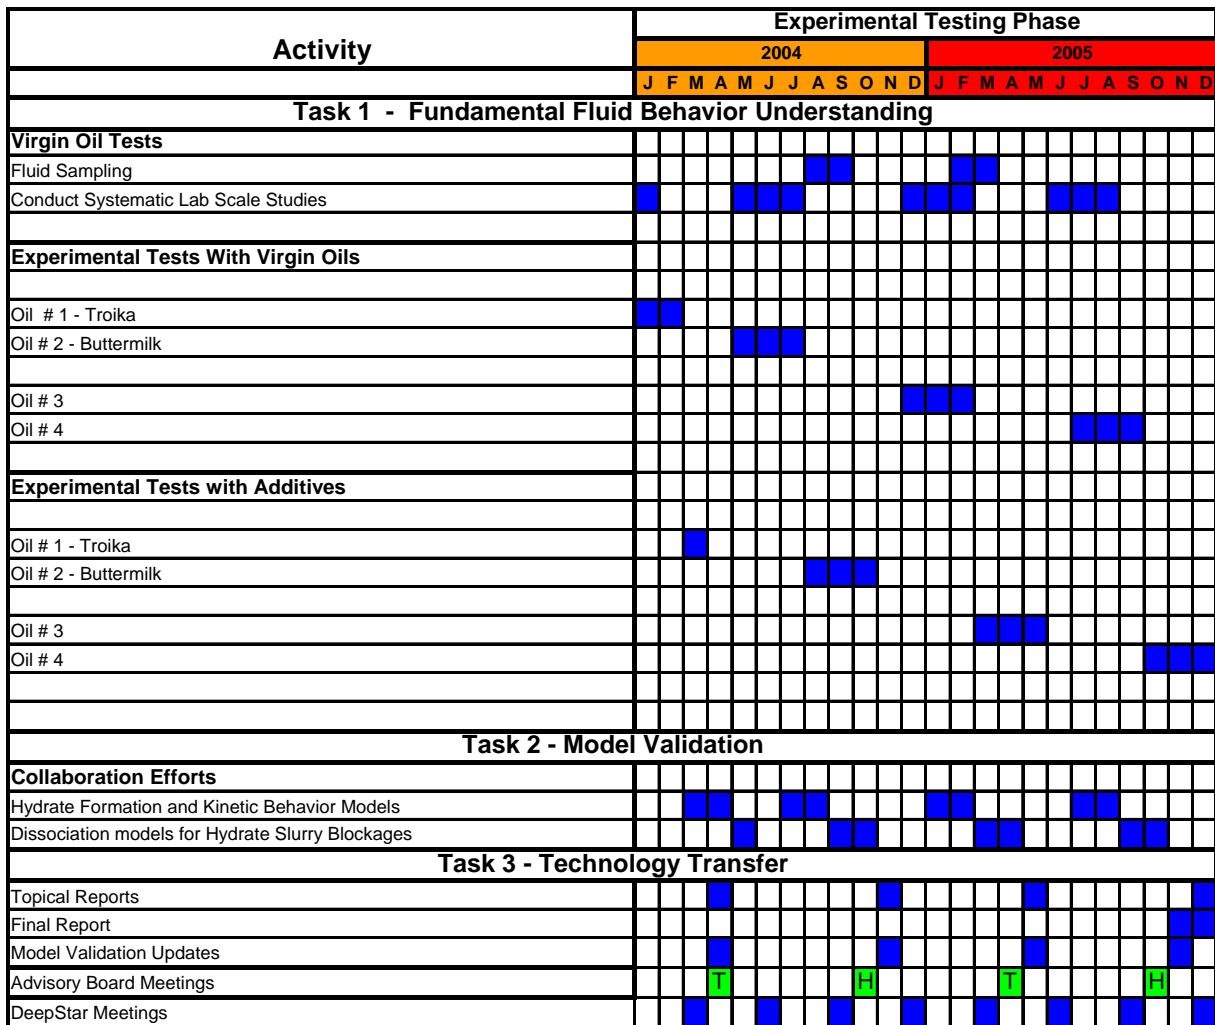 Experimental Testing Phase
Activity
2004 2005
J F M A M J J A S O N D J F M A M J J A S O N D
Task 1 - Fundamental Fluid Behavior Understanding
Virgin Oil Tests
Fluid Sampling
Conduct Systematic Lab Scale Studies
Experimental Tests With Virgin Oils
Oil # 1 - Troika
Oil # 2 - Buttermilk
Oil # 3
Oil # 4
Experimental Tests with Additives
Oil # 1 - Troika
Oil # 2 - Buttermilk
Oil # 3
Oil # 4
Task 2 - Model Validation
Collaboration Efforts
Hydrate Formation and Kinetic Behavior Models
Dissociation models for Hydrate Slurry Blockages
Task 3 - Technology Transfer
Topical Reports
Final Report
Model Validation Updates
Advisory Board Meetings T H T H
DeepStar Meetings